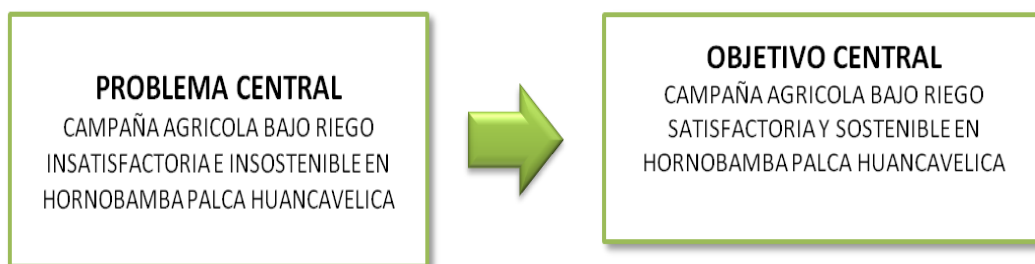 PROBLEMA CENTRAL
CAMPAÑA AGRICOLA BAJO RIEGO
INSATISFACTORIA E INSOSTENIBLE EN
HORNOBAMBA PALCA HUANCAVELICA
OBJETIVO CENTRAL
CAMPAÑA AGRICOLA BAJO RIEGO
SATISFACTORIA Y SOSTENIBLE EN
HORNOBAMBA PALCA HUANCAVELICA